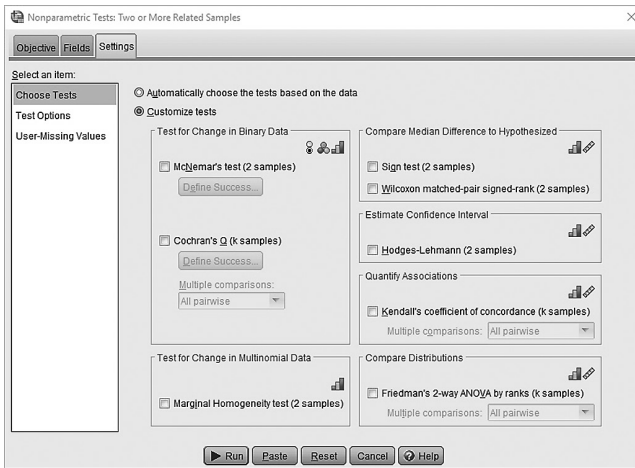 Nonparametric Tests: Two or More Related Samples
Objective Fields Settings
Select an item:
Choose Tests
Test Options
User-Missing Values
Automatically choose the tests based on the data
Customize tests
Test for Change in Binary Data
McNemar's test (2 samples)
Define Success...
Cochran's Q (k samples)
Define Success...
Multiple comparisons:
All pairwise
Test for Change in Multinomial Data
Marginal Homogeneity test (2 samples)
Compare Median Difference to Hypothesized
Sign test (2 samples)
Wilcoxon matched-pair signed-rank (2 samples)
Estimate Confidence Interval
Hodges-Lehmann (2 samples)
Quantify Associations
Kendall's coefficient of concordance (k samples)
Multiple comparisons: All pairwise
Compare Distributions
Friedman's 2-way ANOVA by ranks (k samples)
Multiple comparisons: All pairwise
Run Paste Reset Cancel Help